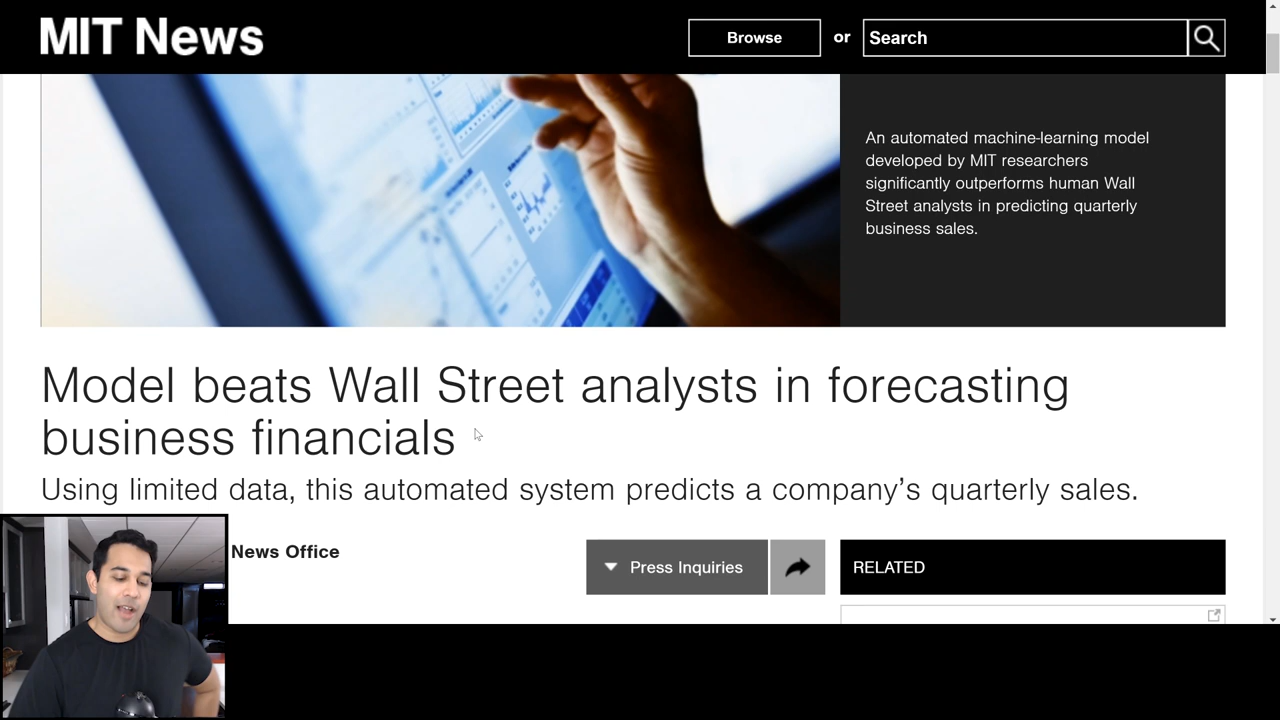 MIT News
Browse
or
Search
An automated machine-learning model
developed by MIT researchers
significantly outperforms human Wall
Street analysts in predicting quarterly
business sales.
Model beats Wall Street analysts in forecasting
business financials
Using limited data, this automated system predicts a company’s quarterly sales.
News Office
Press Inquiries
RELATED